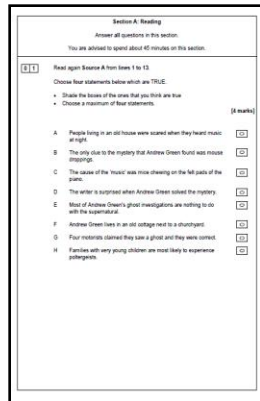 Section A: Reading
Answer all questions in this section.
You are advised to spend about 45 minutes on this section.
0 1 Read again Source A from lines 1 to 13.
Choose four statements below which are TRUE.
• Shade the boxes of the ones that you think are true
• Choose a maximum of four statements.
[4 marks]
A People living in an old house were scared when they heard music
at night.
B The only clue to the mystery that Andrew Green found was mouse
droppings.
C The cause of the 'music' was mice chewing on the felt pads of the
piano.
D The writer is surprised when Andrew Green solved the mystery.
E Most of Andrew Green's ghost investigations are nothing to do
with the supernatural.
F Andrew Green lives in an old cottage next to a churchyard.
G Four motorists claimed they saw a ghost and they were correct.
H Families with very young children are most likely to experience
poltergeists.